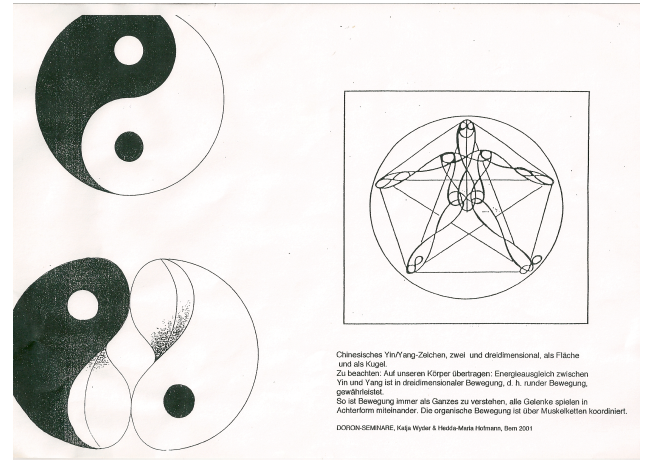 Chinesisches Yin/Yang-Zeichen, zwei und dreidimensional, als Fläche
und als Kugel.
Zu beachten: Auf unseren Körper übertragen: Energieausgleich zwischen
Yin und Yang ist in dreidimensionaler Bewegung, d. h. runder Bewegung,
gewährleistet.
So ist Bewegung immer als Ganzes zu verstehen, alle Gelenke spielen in
Achterform miteinander. Die organische Bewegung ist über Muskelketten koordiniert.
DORON-SEMINARE, Katja Wyder & Hedda-Maria Hofmann, Bern 2001